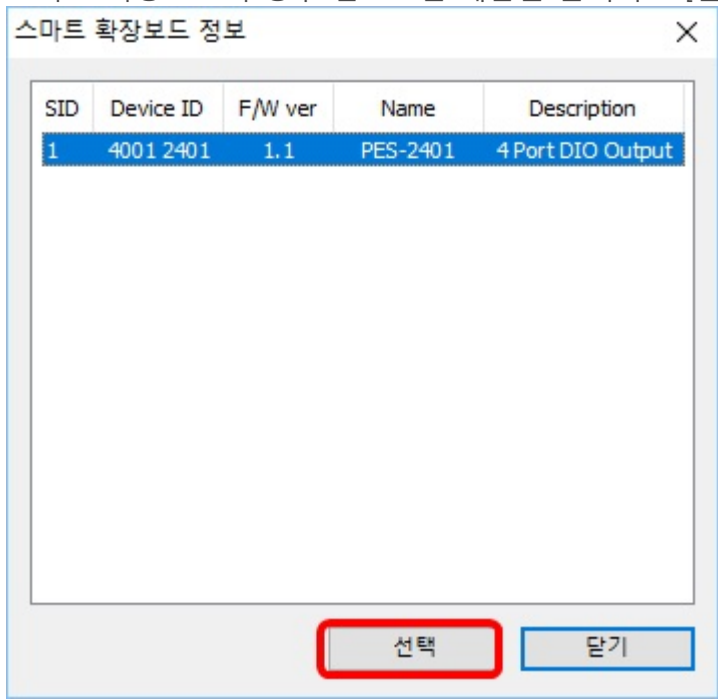 스마트 확장보드 정보
SID Device ID F/W ver Name Description
1 4001 2401 1.1 PES-2401 4 Port DIO Output
선택 닫기